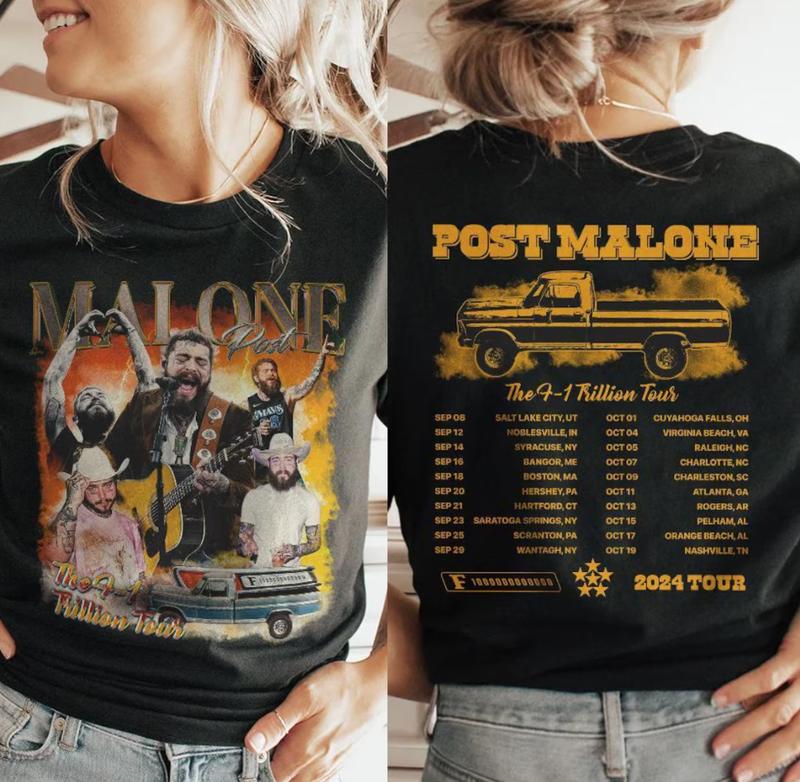 MALONE
Post
MAVS
The F-1
Trillion Tour
F 1000000000000
POST MALONE
The F-1 Trillion Tour
SEP 08 SALT LAKE CITY, UT OCT 01 CUYAHOGA FALLS, OH
SEP 12 NOBLESVILLE, IN OCT 04 VIRGINIA BEACH, VA
SEP 14 SYRACUSE, NY OCT 05 RALEIGH, NC
SEP 16 BANGOR, ME OCT 07 CHARLOTTE, NC
SEP 18 BOSTON, MA OCT 09 CHARLESTON, SC
SEP 20 HERSHEY, PA OCT 11 ATLANTA, GA
SEP 21 HARTFORD, CT OCT 13 ROGERS, AR
SEP 23 SARATOGA SPRINGS, NY OCT 15 PELHAM, AL
SEP 25 SCRANTON, PA OCT 17 ORANGE BEACH, AL
SEP 29 WANTAGH, NY OCT 19 NASHVILLE, TN
F 1000000000000 2024 TOUR